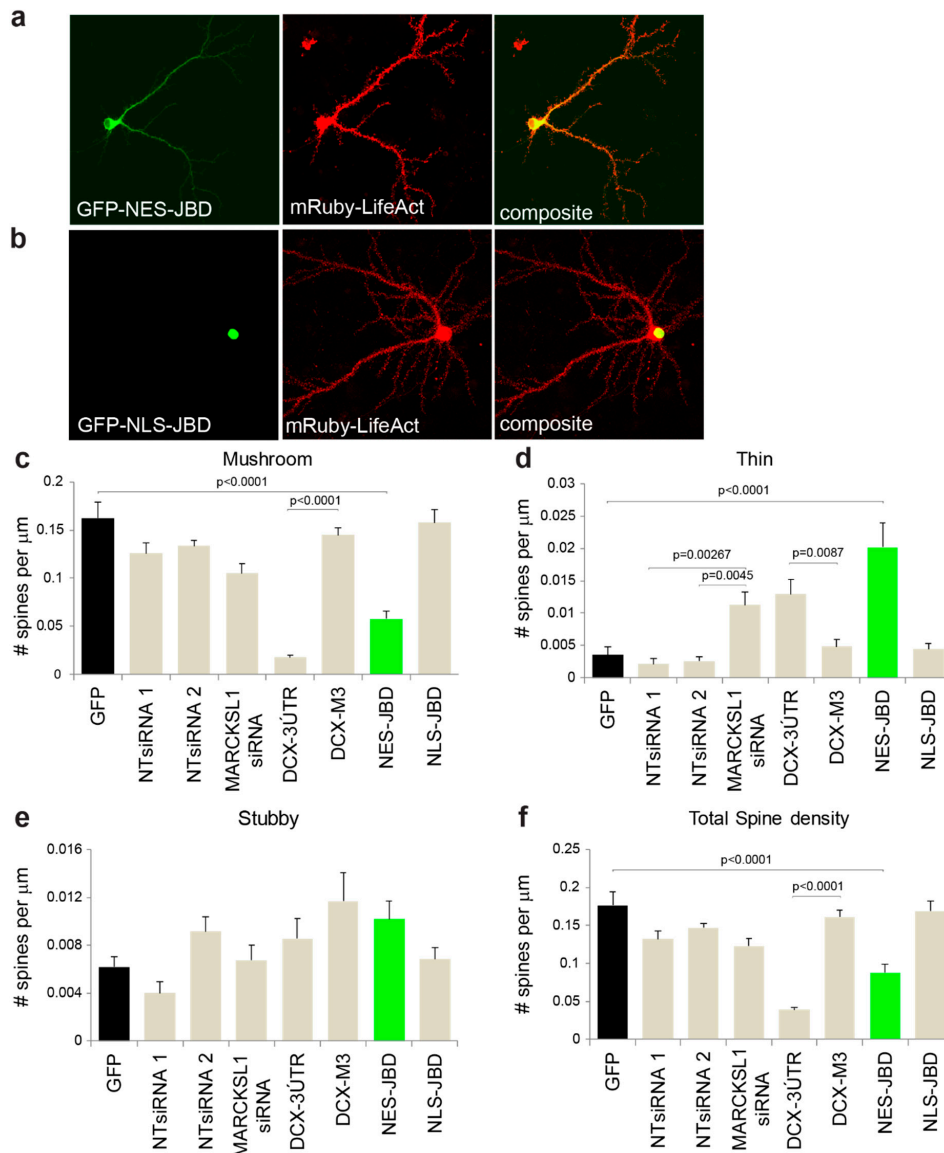 a
GFP-NES-JBD
mRuby-LifeAct
composite
b
GFP-NLS-JBD
mRuby-LifeAct
composite
c
Mushroom
# spines per μm
0.2
0.15
0.1
0.05
0
p<0.0001
p<0.0001
GFP
NTsiRNA 1
NTsiRNA 2
MARCKSL1
siRNA
DCX-3ÚTR
DCX-M3
NES-JBD
NLS-JBD
d
Thin
# spines per μm
0.03
0.025
0.02
0.015
0.01
0.005
0
p<0.0001
p=0.00267
p=0.0045
p=0.0087
GFP
NTsiRNA 1
NTsiRNA 2
MARCKSL1
siRNA
DCX-3ÚTR
DCX-M3
NES-JBD
NLS-JBD
e
Stubby
# spines per μm
0.016
0.012
0.008
0.004
0
GFP
NTsiRNA 1
NTsiRNA 2
MARCKSL1
siRNA
DCX-3ÚTR
DCX-M3
NES-JBD
NLS-JBD
f
Total Spine density
# spines per μm
0.25
0.2
0.15
0.1
0.05
0
p<0.0001
p<0.0001
GFP
NTsiRNA 1
NTsiRNA 2
MARCKSL1
siRNA
DCX-3ÚTR
DCX-M3
NES-JBD
NLS-JBD